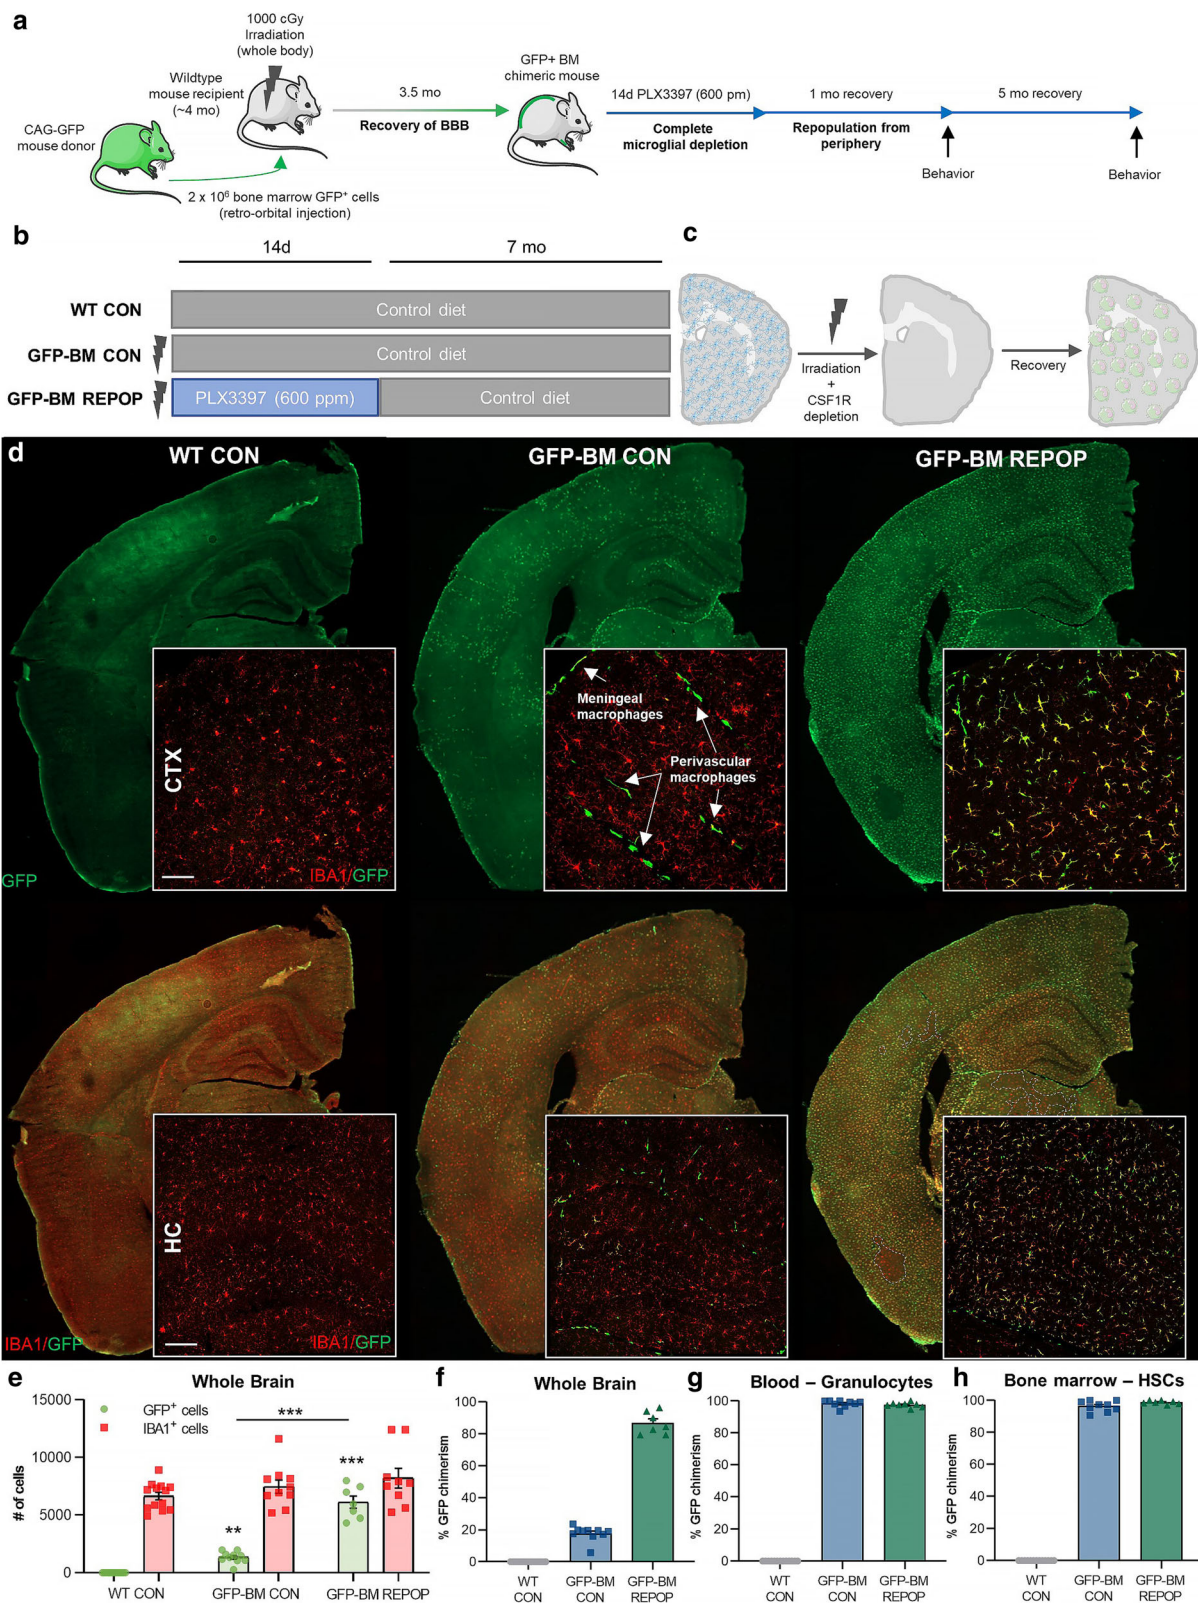 a
1000 cGy
Irradiation
(whole body)
Wildtype
mouse recipient
(~4 mo)
CAG-GFP
mouse donor
2 x 10⁶ bone marrow GFP⁺ cells
(retro-orbital injection)
3.5 mo
Recovery of BBB
GFP+ BM
chimeric mouse
14d PLX3397 (600 pm)
Complete
microglial depletion
1 mo recovery
Repopulation from
periphery
5 mo recovery
Behavior
Behavior
b
14d
7 mo
WT CON
Control diet
GFP-BM CON
Control diet
GFP-BM REPOP
PLX3397 (600 ppm)
Control diet
c
Irradiation
+
CSF1R
depletion
Recovery
d
WT CON
GFP-BM CON
GFP-BM REPOP
CTX
GFP
IBA1/GFP
Meningeal
macrophages
Perivascular
macrophages
HC
IBA1/GFP
IBA1/GFP
e
Whole Brain
GFP⁺ cells
IBA1⁺ cells
# of cells
15000
10000
5000
0
**
***
***
WT CON
GFP-BM CON
GFP-BM REPOP
f
Whole Brain
% GFP chimerism
100
80
60
40
20
0
WT
CON
GFP-BM
CON
GFP-BM
REPOP
g
Blood – Granulocytes
% GFP chimerism
100
80
60
40
20
0
WT
CON
GFP-BM
CON
GFP-BM
REPOP
h
Bone marrow – HSCs
% GFP chimerism
100
80
60
40
20
0
WT
CON
GFP-BM
CON
GFP-BM
REPOP